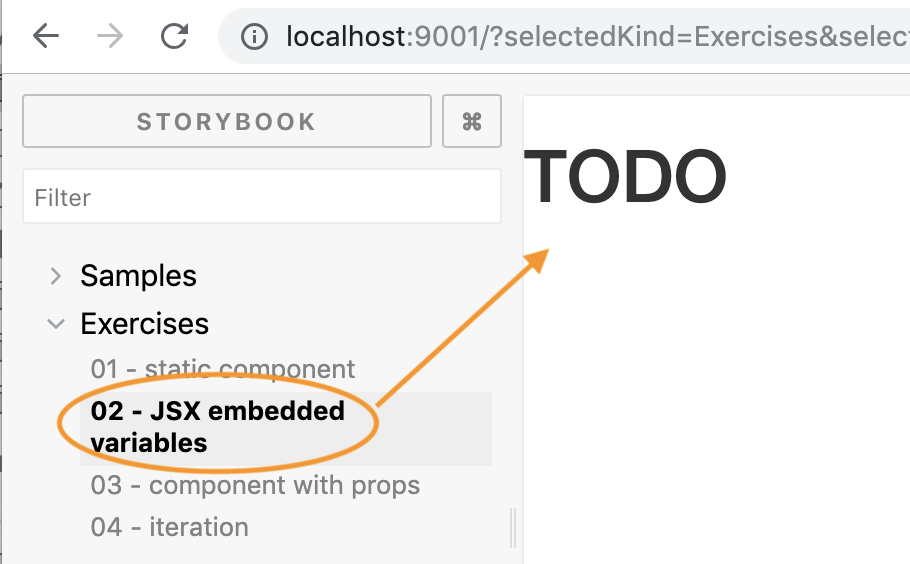 localhost:9001/?selectedKind=Exercises&selec
STORYBOOK ⌘
TODO
Filter
Samples
Exercises
01 - static component
02 - JSX embedded
variables
03 - component with props
04 - iteration